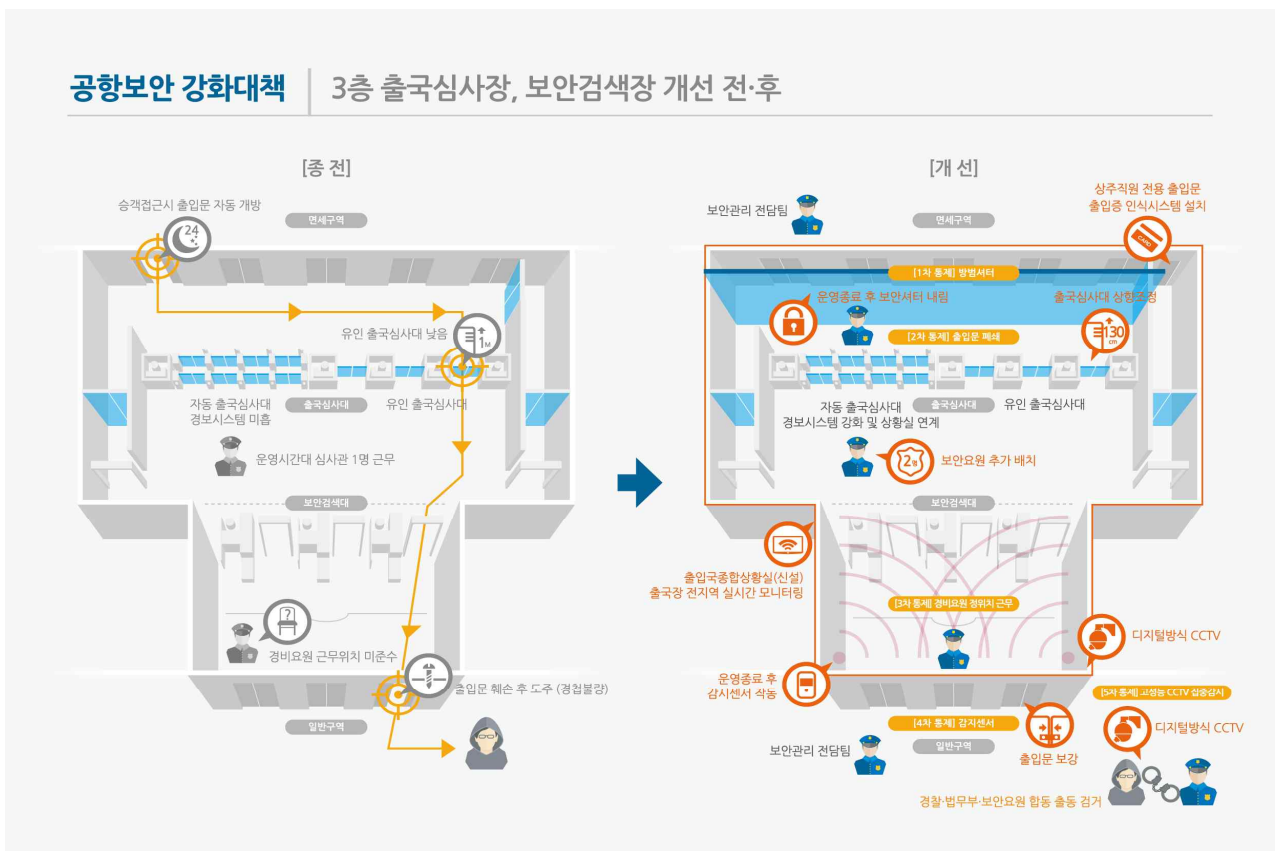 공항보안 강화대책
3층 출국심사장, 보안검색장 개선 전·후
[종 전]
승객접근시 출입문 자동 개방
24
면세구역
유인 출국심사대 낮음
1M
자동 출국심사대
경보시스템 미흡
출국심사대
유인 출국심사대
운영시간대 심사관 1명 근무
보안검색대
?
경비요원 근무위치 미준수
출입문 훼손 후 도주 (경첩불량)
일반구역
[개 선]
보안관리 전담팀
면세구역
상주직원 전용 출입문
출입증 인식시스템 설치
CARD
[1차 통제] 방범셔터
운영종료 후 보안셔터 내림
출국심사대 상향조정
[2차 통제] 출입문 폐쇄
130
cm
자동 출국심사대
경보시스템 강화 및 상황실 연계
출국심사대
유인 출국심사대
2명
보안요원 추가 배치
보안검색대
출입국종합상황실(신설)
출국장 전지역 실시간 모니터링
[3차 통제] 경비요원 정위치 근무
디지털방식 CCTV
운영종료 후
감시센서 작동
[5차 통제] 고성능 CCTV 집중감시
[4차 통제] 감지센서
디지털방식 CCTV
보안관리 전담팀
일반구역
출입문 보강
경찰·법무부·보안요원 합동 출동 검거